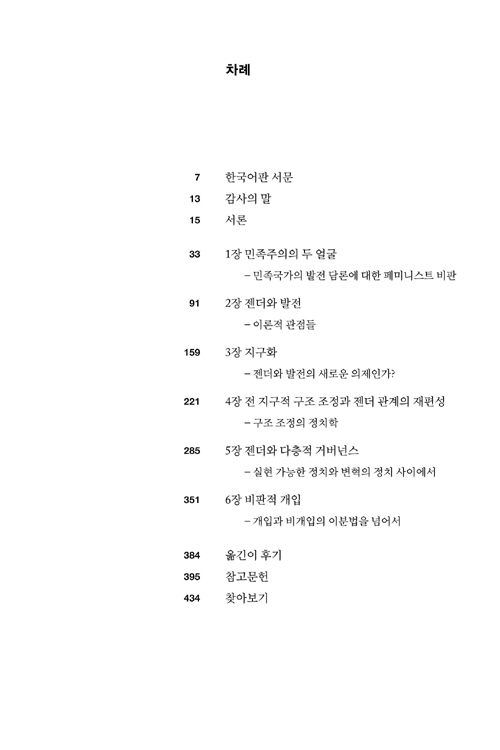 차례
7 한국어판 서문
13 감사의 말
15 서론
33 1장 민족주의의 두 얼굴
– 민족국가의 발전 담론에 대한 페미니스트 비판
91 2장 젠더와 발전
– 이론적 관점들
159 3장 지구화
– 젠더와 발전의 새로운 의제인가?
221 4장 전 지구적 구조 조정과 젠더 관계의 재편성
– 구조 조정의 정치학
285 5장 젠더와 다층적 거버넌스
– 실현 가능한 정치와 변혁의 정치 사이에서
351 6장 비판적 개입
– 개입과 비개입의 이분법을 넘어서
384 옮긴이 후기
395 참고문헌
434 찾아보기